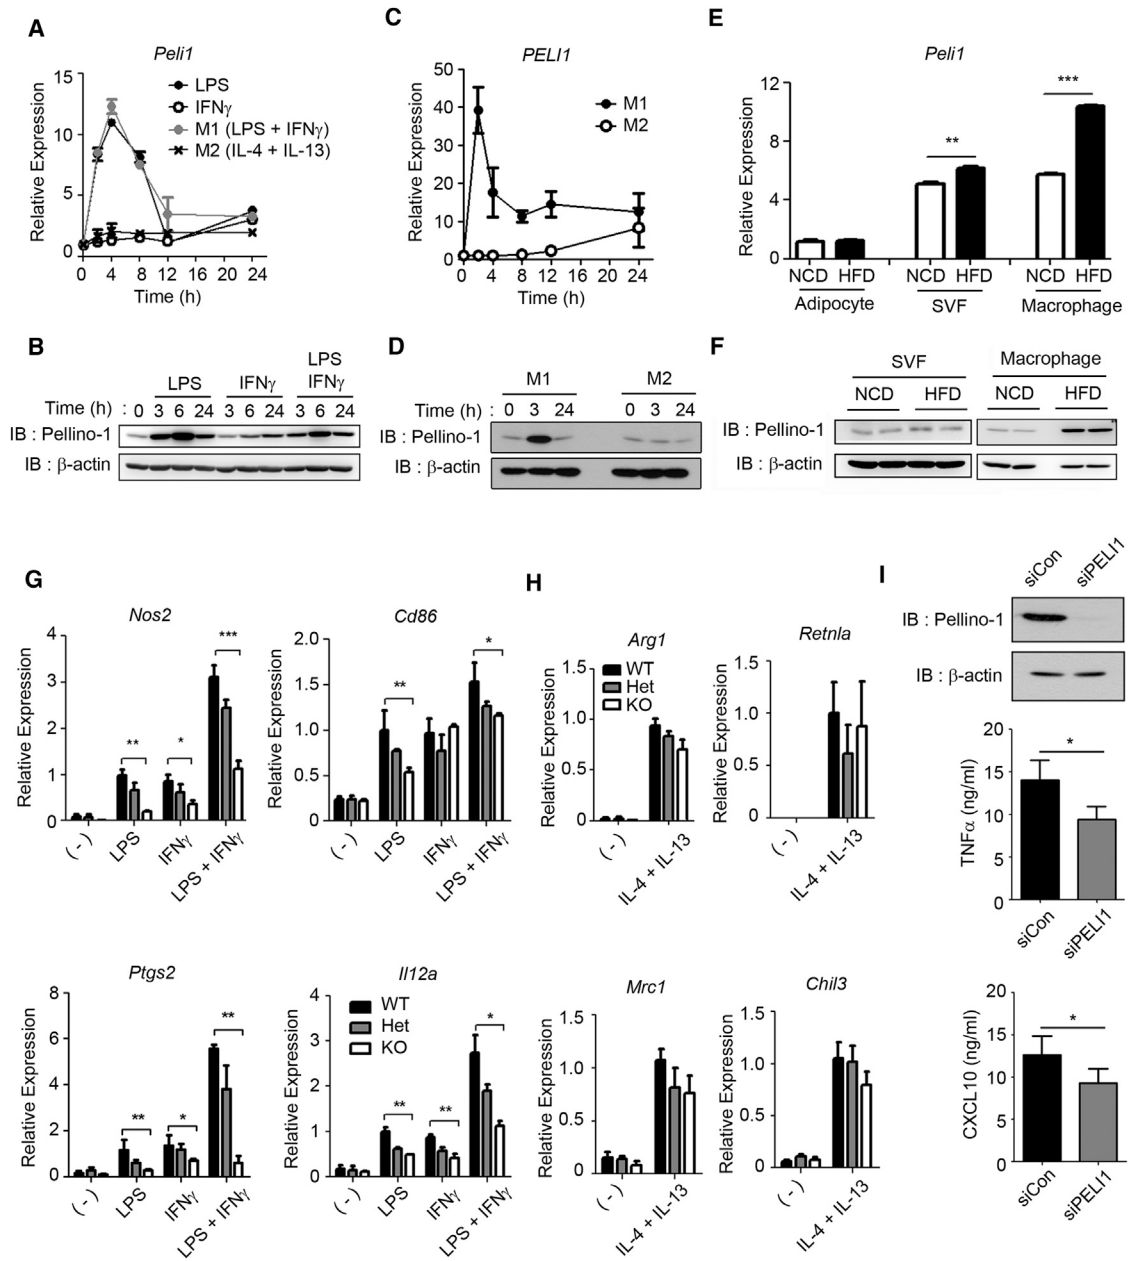 A
Peli1
Relative Expression
15
10
5
0
0 4 8 12 16 20 24
Time (h)
LPS
IFNγ
M1 (LPS + IFNγ)
M2 (IL-4 + IL-13)
C
PELI1
Relative Expression
50
40
30
20
10
0
0 4 8 12 16 20 24
Time (h)
M1
M2
E
Peli1
Relative Expression
12
8
4
0
**
***
NCD HFD NCD HFD NCD HFD
Adipocyte SVF Macrophage
B
LPS
LPS IFNγ IFNγ
Time (h) : 0 3 6 24 3 6 24 3 6 24
IB : Pellino-1
IB : β-actin
D
M1 M2
Time (h) : 0 3 24 0 3 24
IB : Pellino-1
IB : β-actin
F
SVF Macrophage
NCD HFD NCD HFD
IB : Pellino-1
IB : β-actin
G
Nos2
Relative Expression
4
3
2
1
0
**
*
***
(-) LPS IFNγ LPS + IFNγ
Cd86
Relative Expression
2.0
1.5
1.0
0.5
0
**
*
(-) LPS IFNγ LPS + IFNγ
Ptgs2
Relative Expression
8
6
4
2
0
**
*
**
(-) LPS IFNγ LPS + IFNγ
Il12a
Relative Expression
4
3
2
1
0
WT
Het
KO
**
**
*
(-) LPS IFNγ LPS + IFNγ
H
Arg1
Relative Expression
1.5
1.0
0.5
0
WT
Het
KO
(-) IL-4 + IL-13
Retnla
Relative Expression
1.5
1.0
0.5
0
(-) IL-4 + IL-13
Mrc1
Relative Expression
1.5
1.0
0.5
0
(-) IL-4 + IL-13
Chil3
Relative Expression
1.5
1.0
0.5
0
(-) IL-4 + IL-13
I
siCon siPELI1
IB : Pellino-1
IB : β-actin
TNFα (ng/ml)
20
15
10
5
0
*
siCon siPELI1
CXCL10 (ng/ml)
20
15
10
5
0
*
siCon siPELI1